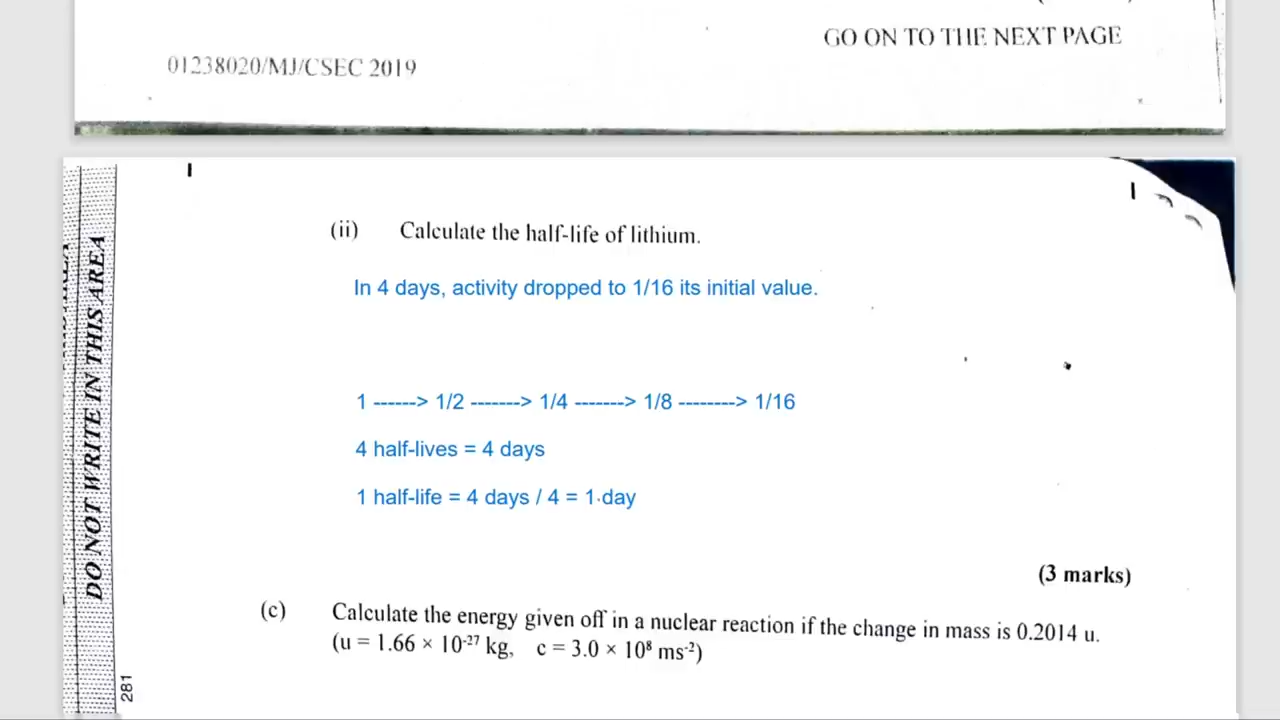 GO ON TO THE NEXT PAGE
01238020/MJ/CSEC 2019
DO NOT WRITE IN THIS AREA
(ii) Calculate the half-life of lithium.
In 4 days, activity dropped to 1/16 its initial value.
1 ------> 1/2 -------> 1/4 -------> 1/8 --------> 1/16
4 half-lives = 4 days
1 half-life = 4 days / 4 = 1 day
(3 marks)
(c) Calculate the energy given off in a nuclear reaction if the change in mass is 0.2014 u.
(u = 1.66 × 10⁻²⁷ kg, c = 3.0 × 10⁸ ms⁻²)
281